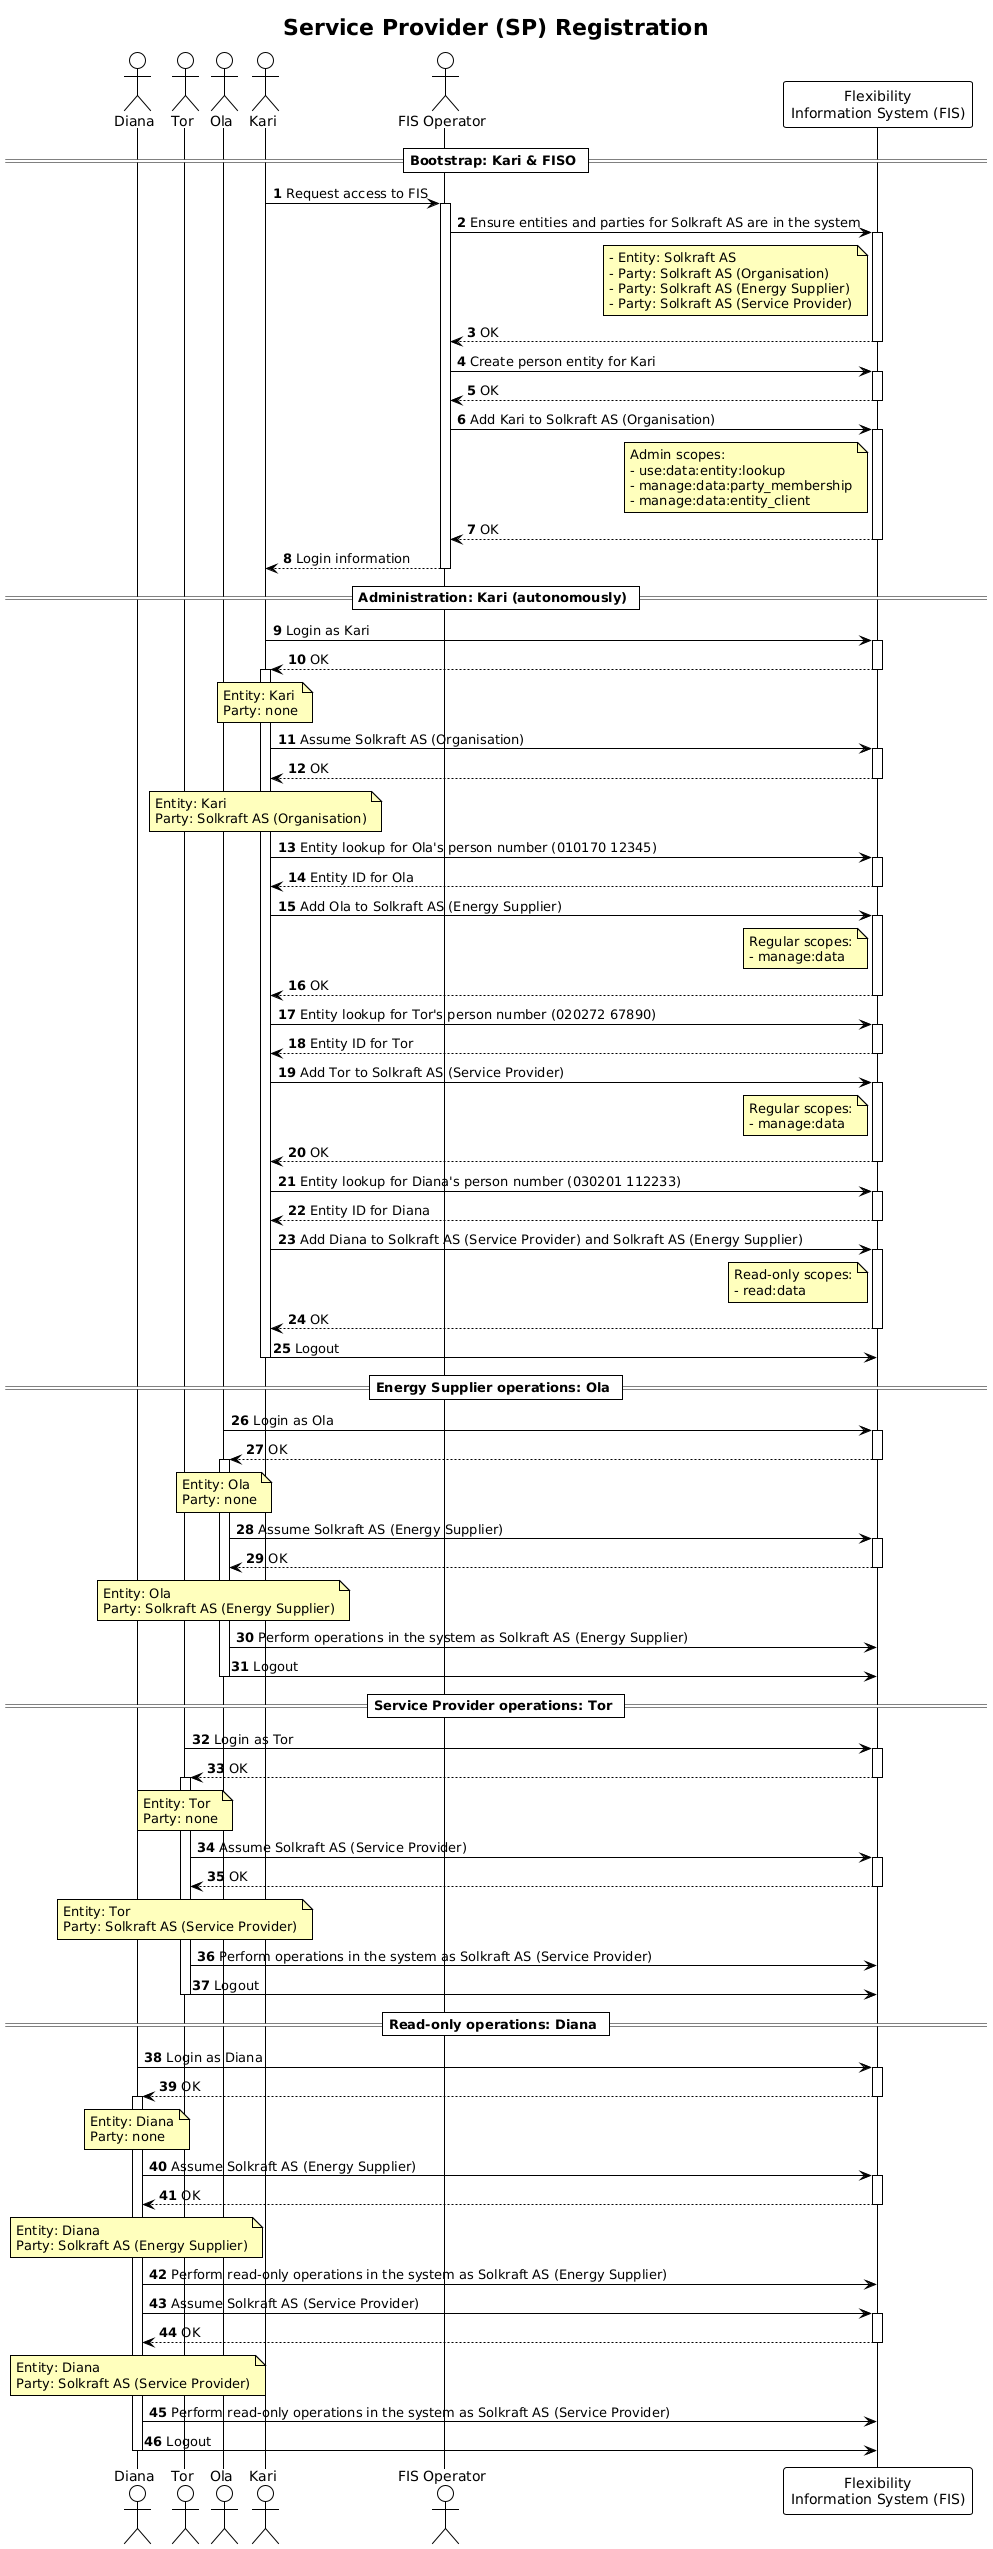 Service Provider (SP) Registration
Diana Tor Ola Kari FIS Operator
Flexibility
Information System (FIS)
Bootstrap: Kari & FISO
1 Request access to FIS
2 Ensure entities and parties for Solkraft AS are in the system
- Entity: Solkraft AS
- Party: Solkraft AS (Organisation)
- Party: Solkraft AS (Energy Supplier)
- Party: Solkraft AS (Service Provider)
3 OK
4 Create person entity for Kari
5 OK
6 Add Kari to Solkraft AS (Organisation)
Admin scopes:
- use:data:entity:lookup
- manage:data:party_membership
- manage:data:entity_client
7 OK
8 Login information
Administration: Kari (autonomously)
9 Login as Kari
10 OK
Entity: Kari
Party: none
11 Assume Solkraft AS (Organisation)
12 OK
Entity: Kari
Party: Solkraft AS (Organisation)
13 Entity lookup for Ola's person number (010170 12345)
14 Entity ID for Ola
15 Add Ola to Solkraft AS (Energy Supplier)
Regular scopes:
- manage:data
16 OK
17 Entity lookup for Tor's person number (020272 67890)
18 Entity ID for Tor
19 Add Tor to Solkraft AS (Service Provider)
Regular scopes:
- manage:data
20 OK
21 Entity lookup for Diana's person number (030201 112233)
22 Entity ID for Diana
23 Add Diana to Solkraft AS (Service Provider) and Solkraft AS (Energy Supplier)
Read-only scopes:
- read:data
24 OK
25 Logout
Energy Supplier operations: Ola
26 Login as Ola
27 OK
Entity: Ola
Party: none
28 Assume Solkraft AS (Energy Supplier)
29 OK
Entity: Ola
Party: Solkraft AS (Energy Supplier)
30 Perform operations in the system as Solkraft AS (Energy Supplier)
31 Logout
Service Provider operations: Tor
32 Login as Tor
33 OK
Entity: Tor
Party: none
34 Assume Solkraft AS (Service Provider)
35 OK
Entity: Tor
Party: Solkraft AS (Service Provider)
36 Perform operations in the system as Solkraft AS (Service Provider)
37 Logout
Read-only operations: Diana
38 Login as Diana
39 OK
Entity: Diana
Party: none
40 Assume Solkraft AS (Energy Supplier)
41 OK
Entity: Diana
Party: Solkraft AS (Energy Supplier)
42 Perform read-only operations in the system as Solkraft AS (Energy Supplier)
43 Assume Solkraft AS (Service Provider)
44 OK
Entity: Diana
Party: Solkraft AS (Service Provider)
45 Perform read-only operations in the system as Solkraft AS (Service Provider)
46 Logout
Diana Tor Ola Kari FIS Operator
Flexibility
Information System (FIS)